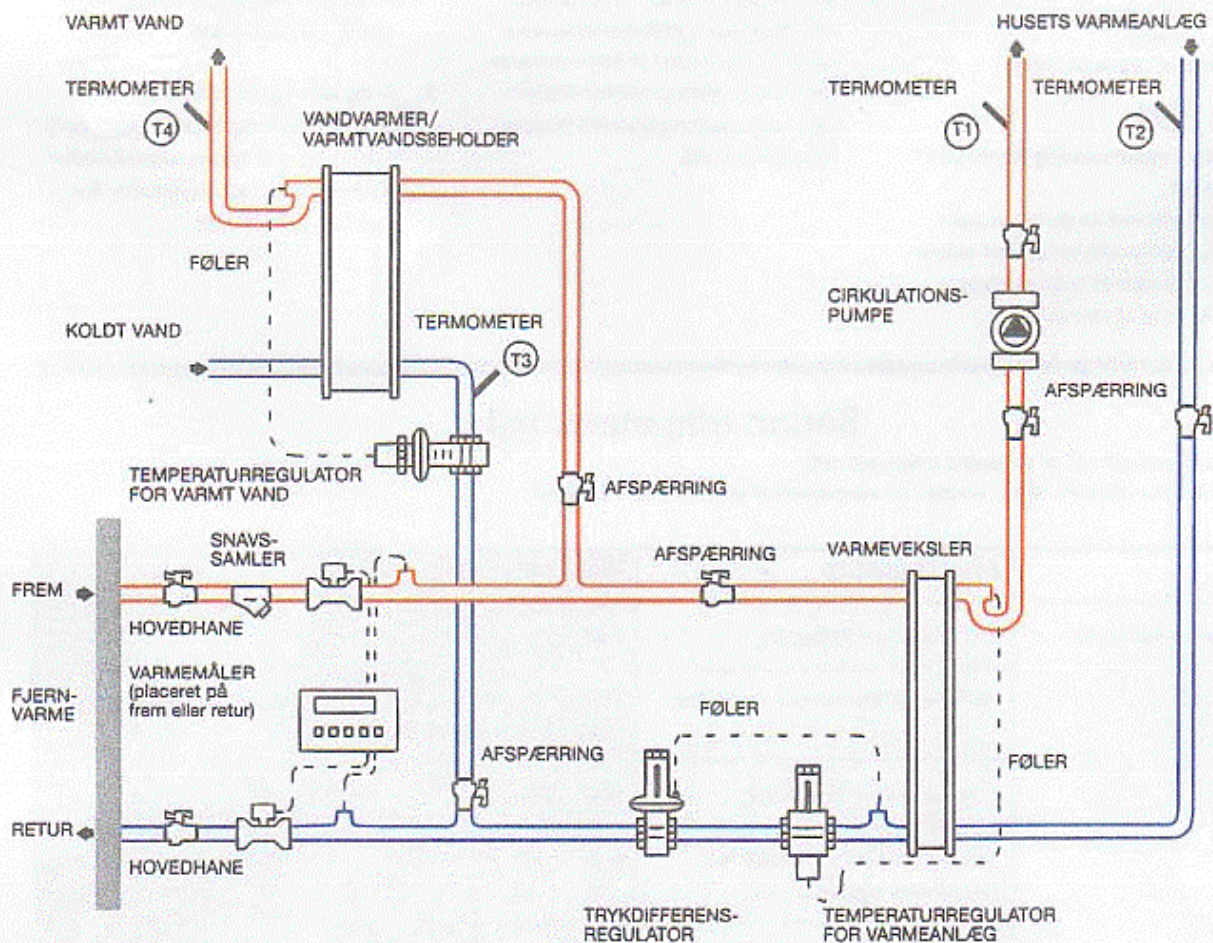 VARMT VAND
HUSETS VARMEANLÆG
TERMOMETER
T4
VANDVARMER/
VARMTVANDSBEHOLDER
TERMOMETER
T1
TERMOMETER
T2
FØLER
KOLDT VAND
TERMOMETER
T3
CIRKULATIONS-
PUMPE
AFSPÆRRING
TEMPERATURREGULATOR
FOR VARMT VAND
AFSPÆRRING
SNAVS-
SAMLER
AFSPÆRRING
VARMEVEKSLER
FREM
HOVEDHANE
FJERN-
VARME
VARMEMÅLER
(placeret på
frem eller retur)
FØLER
AFSPÆRRING
FØLER
RETUR
HOVEDHANE
TRYKDIFFERENS-
REGULATOR
TEMPERATURREGULATOR
FOR VARMEANLÆG